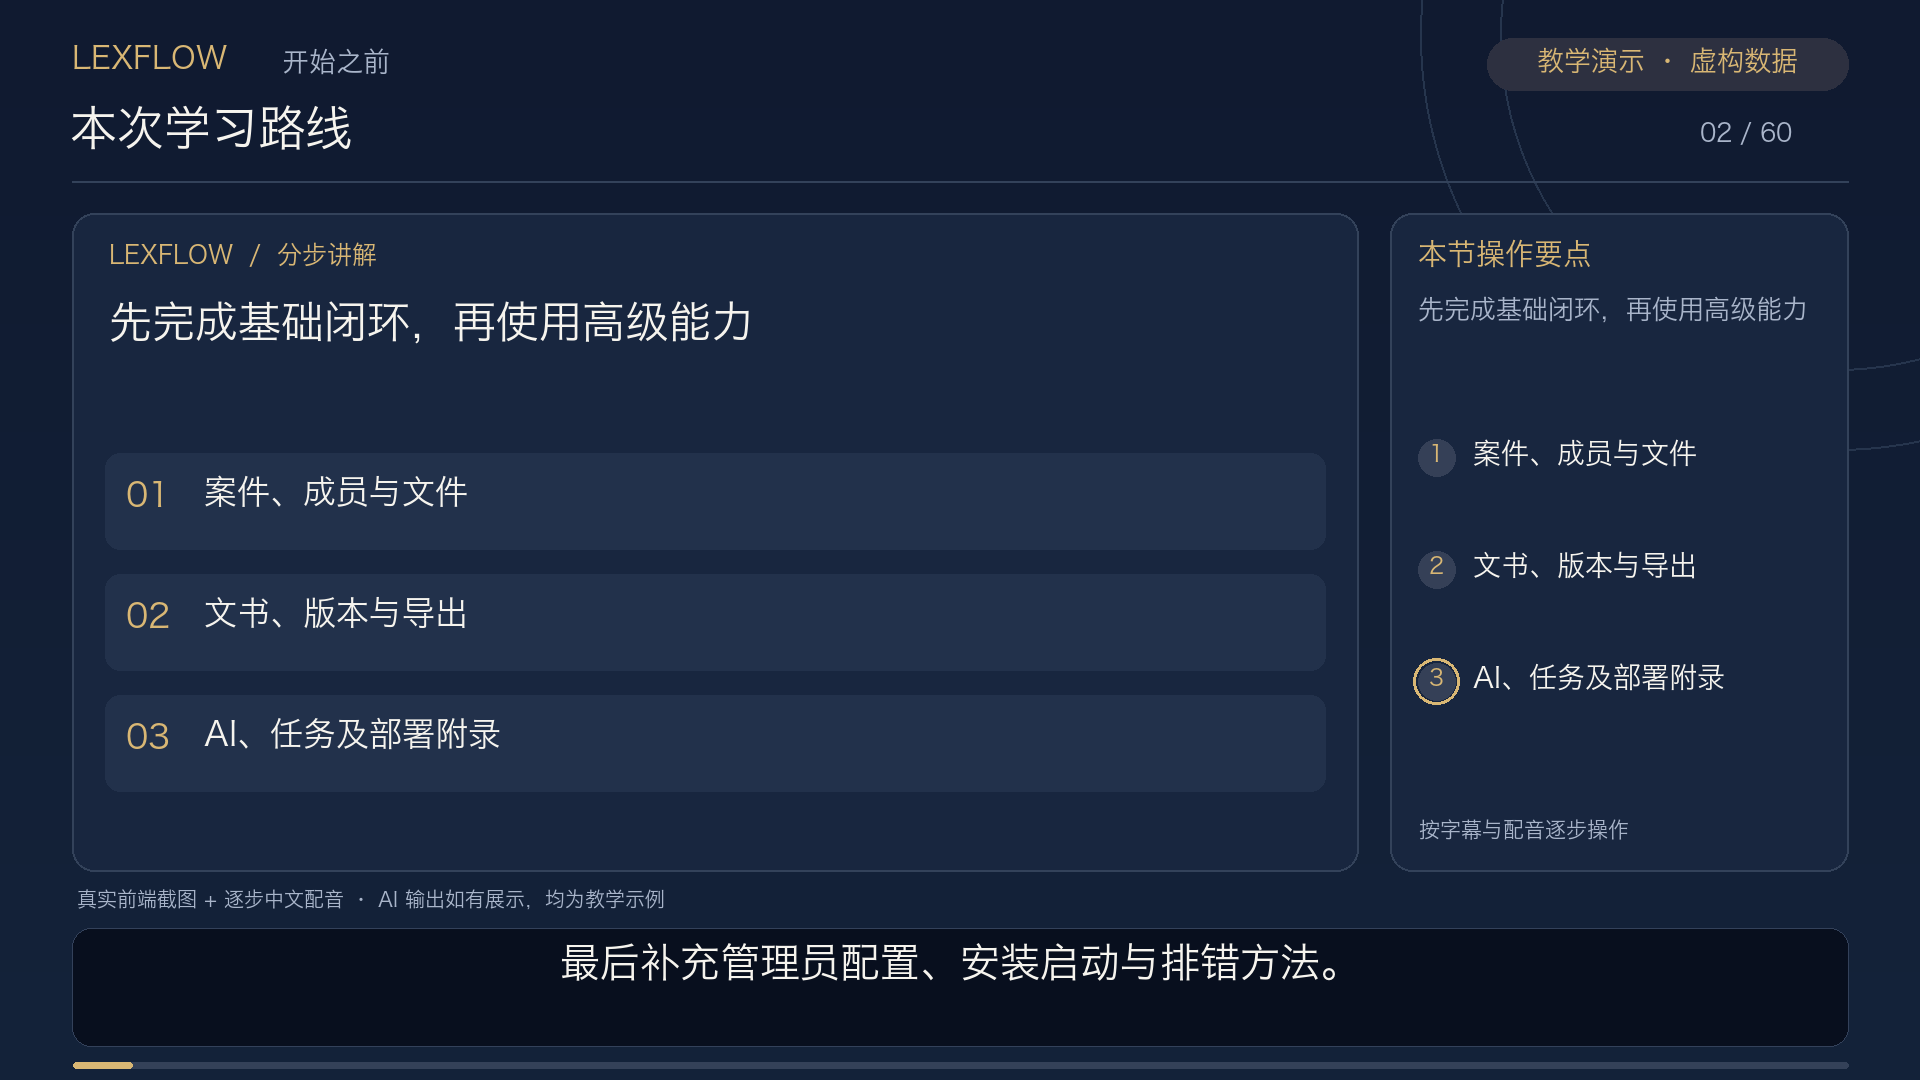 LEXFLOW 开始之前
教学演示 · 虚构数据
本次学习路线
02 / 60
LEXFLOW / 分步讲解
先完成基础闭环，再使用高级能力
01 案件、成员与文件
02 文书、版本与导出
03 AI、任务及部署附录
本节操作要点
先完成基础闭环，再使用高级能力
1 案件、成员与文件
2 文书、版本与导出
3 AI、任务及部署附录
按字幕与配音逐步操作
真实前端截图 + 逐步中文配音 · AI 输出如有展示，均为教学示例
最后补充管理员配置、安装启动与排错方法。